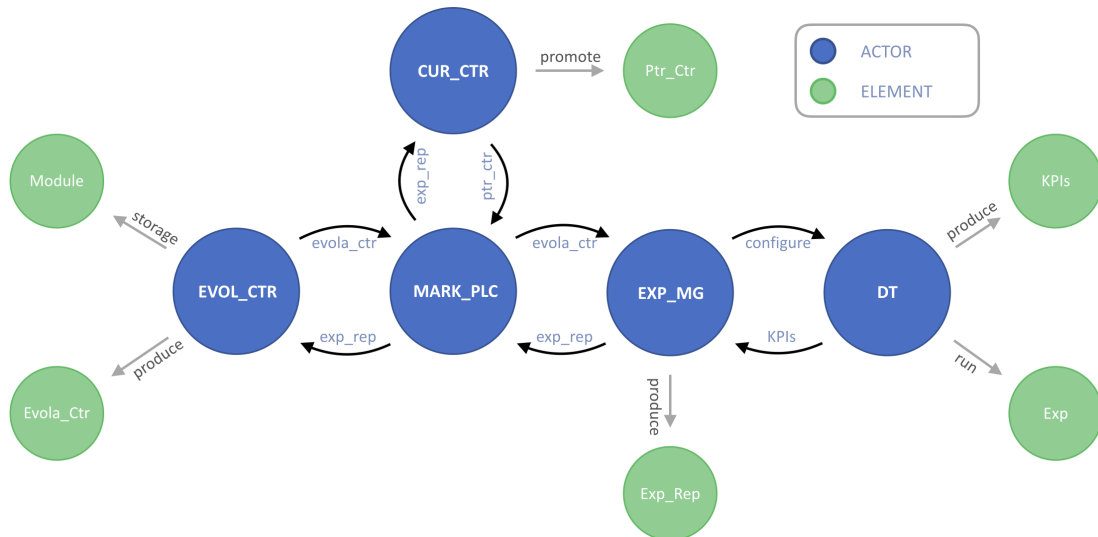 CUR_CTR
promote
Ptr_Ctr
ACTOR
ELEMENT
Module
storage
exp_rep
ptr_ctr
KPIs
produce
EVOL_CTR
evola_ctr
MARK_PLC
evola_ctr
EXP_MG
configure
DT
exp_rep
exp_rep
KPIs
produce
Evola_Ctr
produce
run
Exp
Exp_Rep